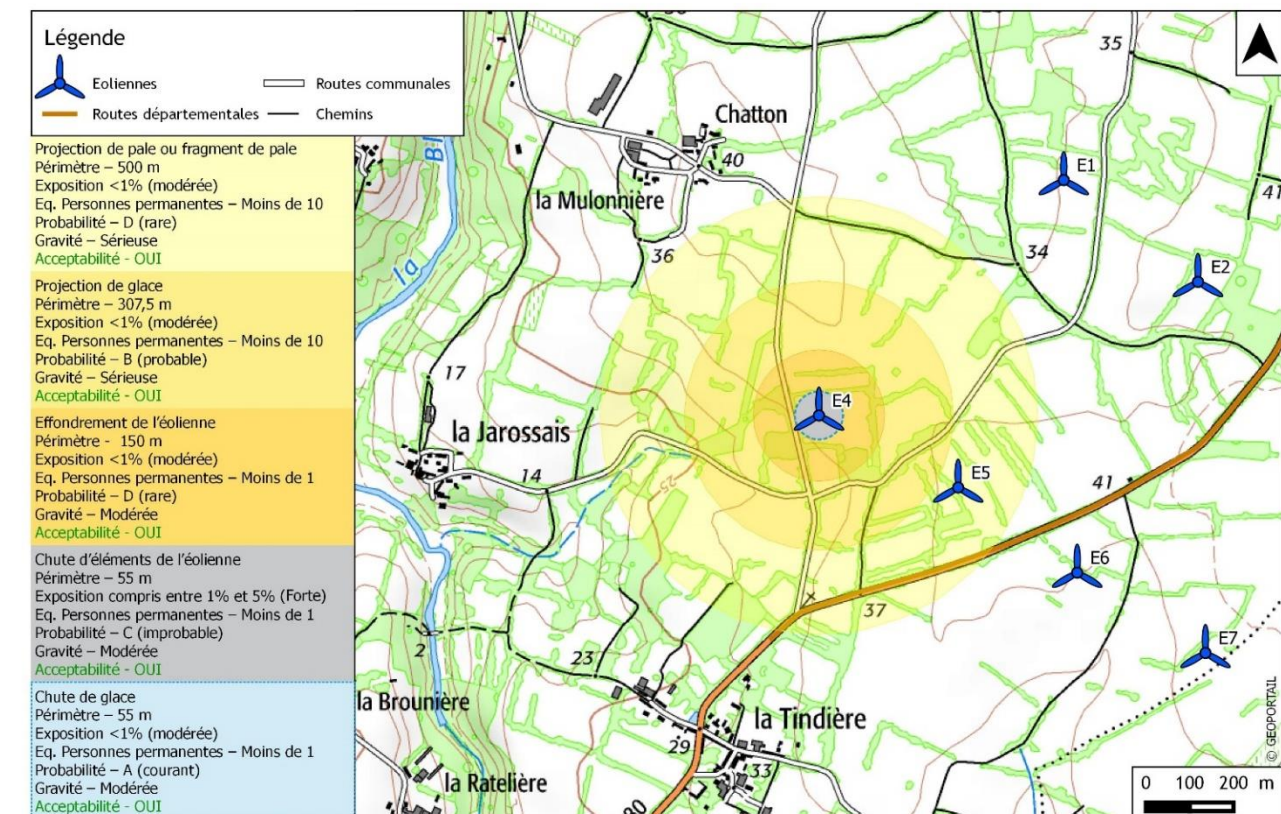 Légende
Eoliennes
Routes communales
Routes départementales
Chemins
Projection de pale ou fragment de pale
Périmètre – 500 m
Exposition <1% (modérée)
Eq. Personnes permanentes – Moins de 10
Probabilité – D (rare)
Gravité – Sérieuse
Acceptabilité - OUI
Projection de glace
Périmètre – 307,5 m
Exposition <1% (modérée)
Eq. Personnes permanentes – Moins de 10
Probabilité – B (probable)
Gravité – Sérieuse
Acceptabilité - OUI
Effondrement de l'éolienne
Périmètre - 150 m
Exposition <1% (modérée)
Eq. Personnes permanentes – Moins de 1
Probabilité – D (rare)
Gravité – Modérée
Acceptabilité - OUI
Chute d'éléments de l'éolienne
Périmètre – 55 m
Exposition compris entre 1% et 5% (Forte)
Eq. Personnes permanentes – Moins de 1
Probabilité – C (improbable)
Gravité – Modérée
Acceptabilité - OUI
Chute de glace
Périmètre – 55 m
Exposition <1% (modérée)
Eq. Personnes permanentes – Moins de 1
Probabilité – A (courant)
Gravité – Modérée
Acceptabilité - OUI
35
Chatton
40
E1
41
la Mulonnière
36
34
E2
la
17
E4
la Jarossais
14
25
E5
41
E6
37
2
23
E7
la Brounière
la Tindière
29
33
la Ratelière
30
© GEOPORTAIL
0 100 200 m